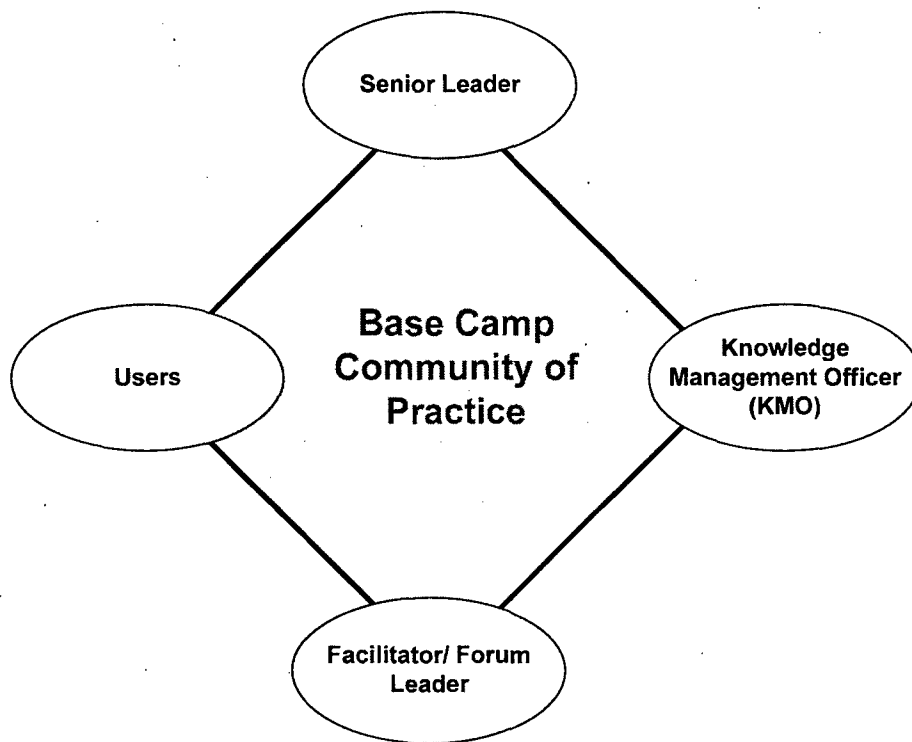 Senior Leader
Base Camp
Community of
Practice
Users
Knowledge
Management Officer
(KMO)
Facilitator/ Forum
Leader